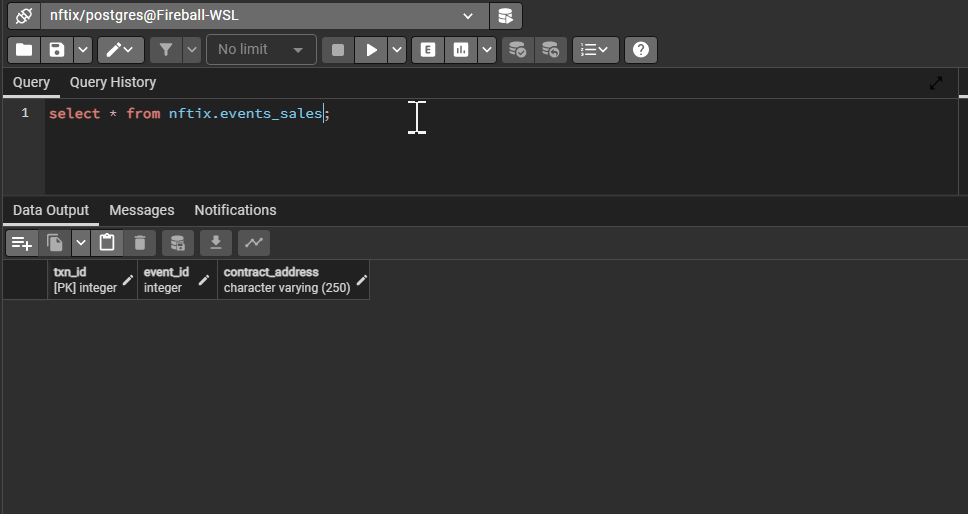 nftix/postgres@Fireball-WSL
No limit
E
Query Query History
1 select * from nftix.events_sales;
Data Output Messages Notifications
txn_id event_id contract_address
[PK] integer integer character varying (250)